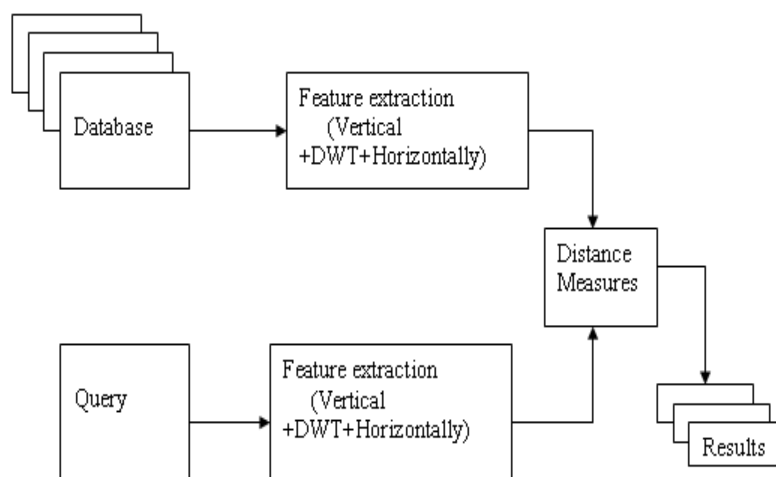 Database
Feature extraction
(Vertical
+DWT+Horizontally)
Distance
Measures
Query
Feature extraction
(Vertical
+DWT+Horizontally)
Results